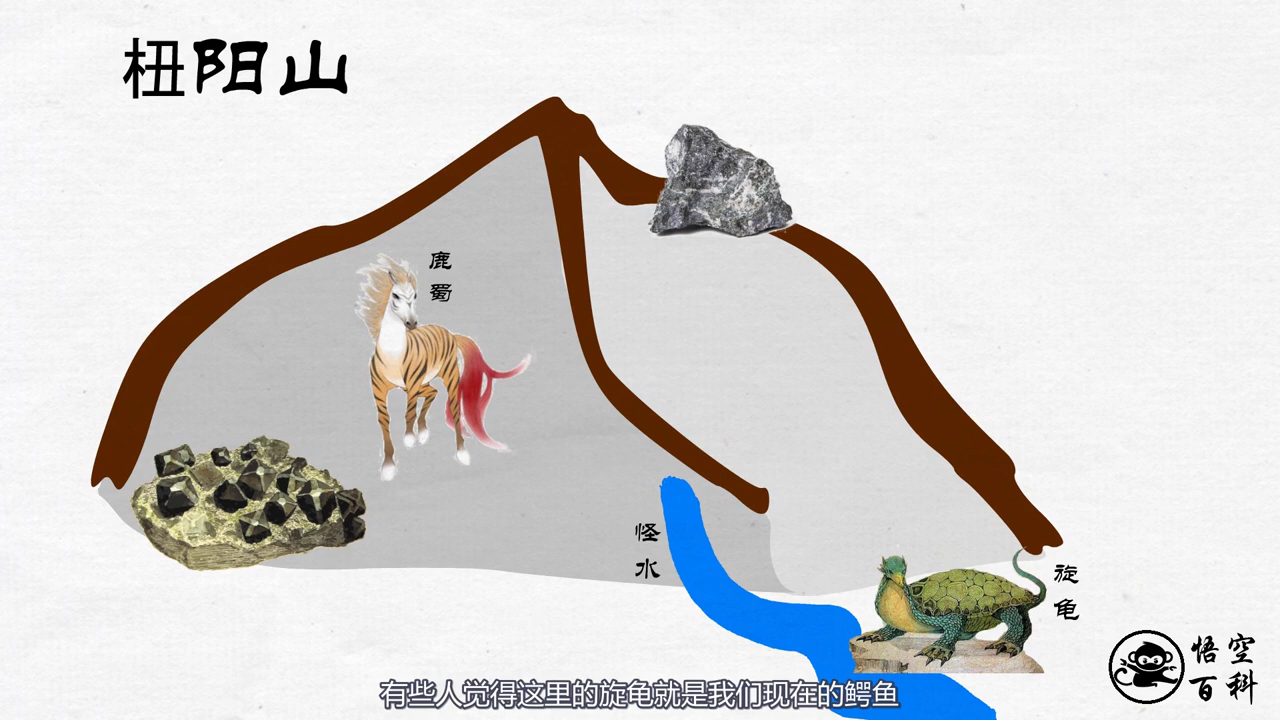 杻阳山
鹿蜀
怪水
旋龟
有些人觉得这里的旋龟就是我们现在的鳄鱼
悟空
百科